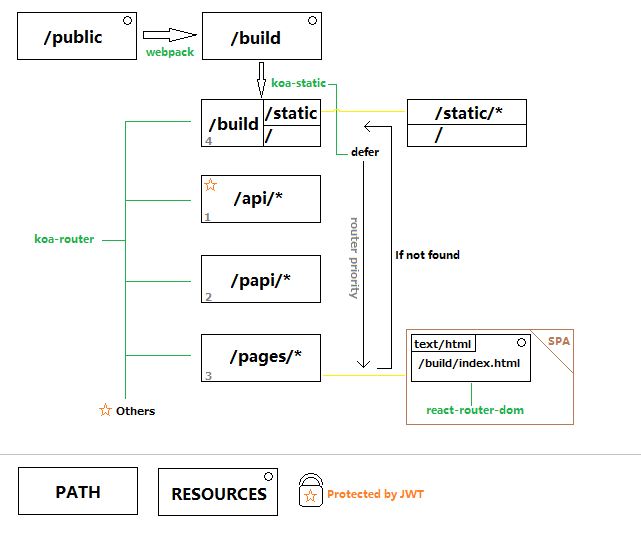 /public
webpack
/build
koa-static
/build
/static
/
4
/static/*
/
defer
/api/*
1
koa-router
router priority
If not found
/papi/*
2
/pages/*
3
text/html
SPA
/build/index.html
react-router-dom
Others
PATH
RESOURCES
Protected by JWT